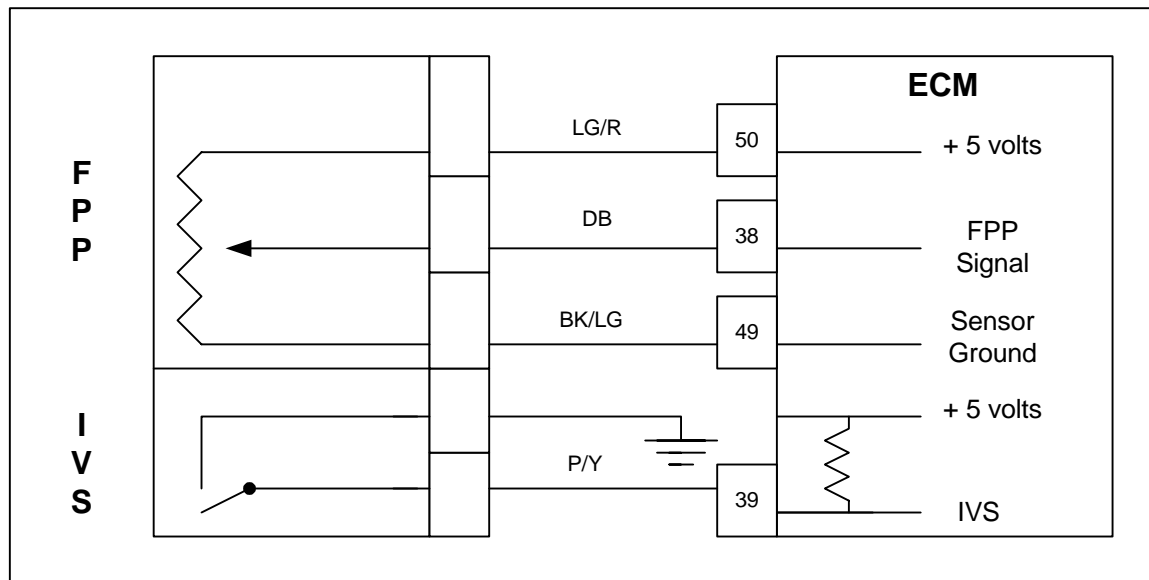 ECM
F
P
P
LG/R
50
+ 5 volts
DB
38
FPP
Signal
BK/LG
49
Sensor
Ground
I
V
S
+ 5 volts
P/Y
39
IVS